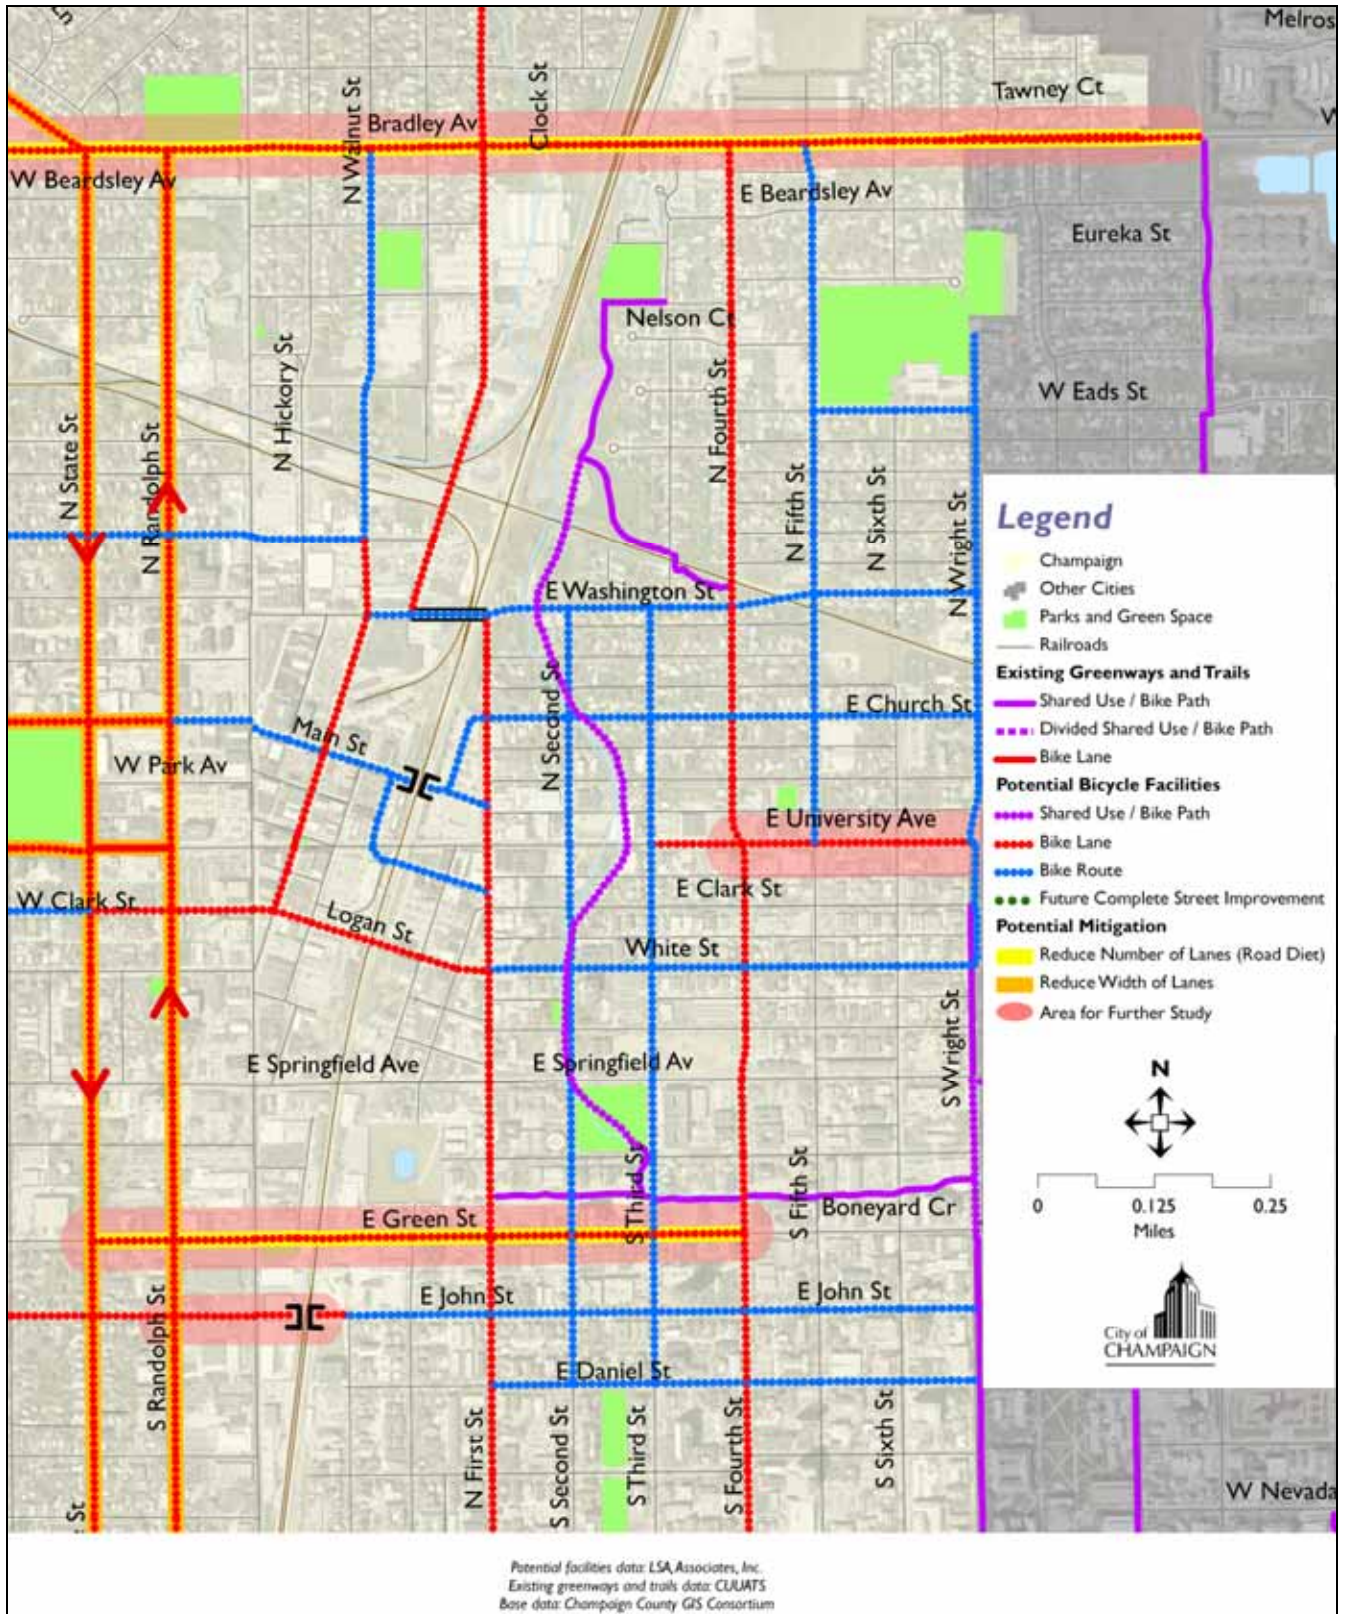 Ln
Melros
Tawney Ct
N Walnut St
Clock St
Bradley Av
W Beardsley Av
E Beardsley Av
Eureka St
Nelson Ct
N Hickory St
N Fourth St
W Eads St
N State St
N Randolph St
N Fifth St
N Sixth St
N Wright St
E Washington St
N Second St
E Church St
Main St
W Park Av
E University Ave
E Clark St
W Clark St
Logan St
White St
S Wright St
E Springfield Ave
E Springfield Av
S Third St
S Fifth St
E Green St
Boneyard Cr
E John St
E John St
S Randolph St
E Daniel St
N First St
S Second St
S Third St
S Fourth St
S Sixth St
W Nevada
St
Legend
Champaign
Other Cities
Parks and Green Space
Railroads
Existing Greenways and Trails
Shared Use / Bike Path
Divided Shared Use / Bike Path
Bike Lane
Potential Bicycle Facilities
Shared Use / Bike Path
Bike Lane
Bike Route
Future Complete Street Improvement
Potential Mitigation
Reduce Number of Lanes (Road Diet)
Reduce Width of Lanes
Area for Further Study
N
0 0.125 0.25
Miles
City of
CHAMPAIGN
Potential facilities data: LSA Associates, Inc.
Existing greenways and trails data: CUUATS
Base data: Champaign County GIS Consortium